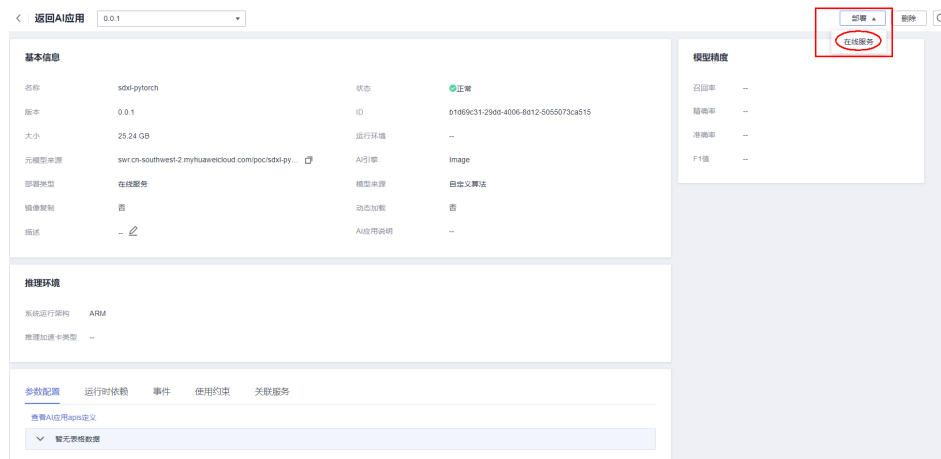 返回AI应用 0.0.1 部署 删除
在线服务
基本信息
名称 sdxl-pytorch 状态 正常
版本 0.0.1 ID b1d69c31-29dd-4006-8d12-5055073ca515
大小 25.24 GB 运行环境 --
元模型来源 swr.cn-southwest-2.myhuaweicloud.com/poc/sdxl-py... AI引擎 Image
部署类型 在线服务 模型来源 自定义算法
镜像复制 否 动态加载 否
描述 -- AI应用说明 --
模型精度
召回率 --
精确率 --
准确率 --
F1值 --
推理环境
系统运行架构 ARM
推理加速卡类型 --
参数配置 运行时依赖 事件 使用约束 关联服务
查看AI应用apis定义
暂无表格数据